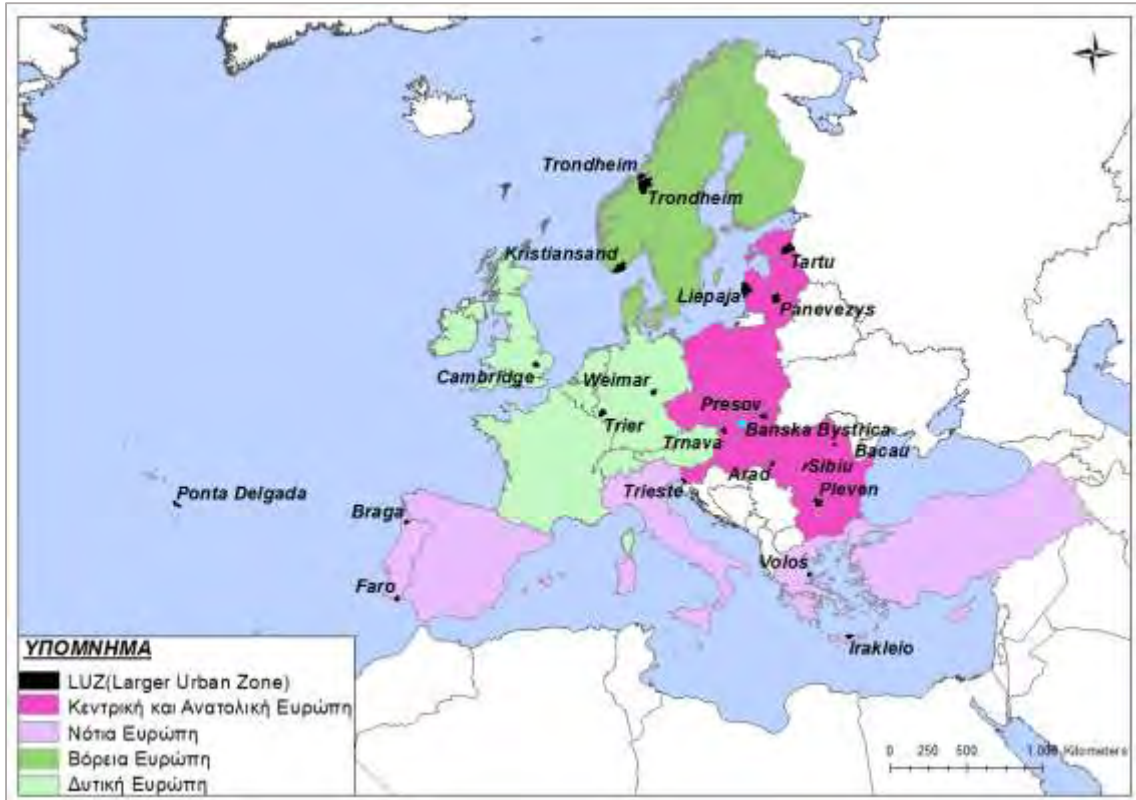 Trondheim
Trondheim
Kristiansand
Tartu
Liepaja
Panevezys
Cambridge
Weimar
Presov
Trier
Banska Bystrica
Trnava
Bacau
Arad
Sibiu
Trieste
Pleven
Ponta Delgada
Braga
Volos
Faro
Irakleio
ΥΠΟΜΝΗΜΑ
LUZ(Larger Urban Zone)
Κεντρική και Ανατολική Ευρώπη
Νότια Ευρώπη
Βόρεια Ευρώπη
Δυτική Ευρώπη
0 250 500 1.000 Kilometers